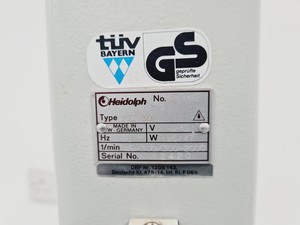 tüv
BAYERN
GS
geprüfte
Sicherheit
Heidolph No.
Type
MADE IN
W-GERMANY V
Hz W
1/min
Serial No.